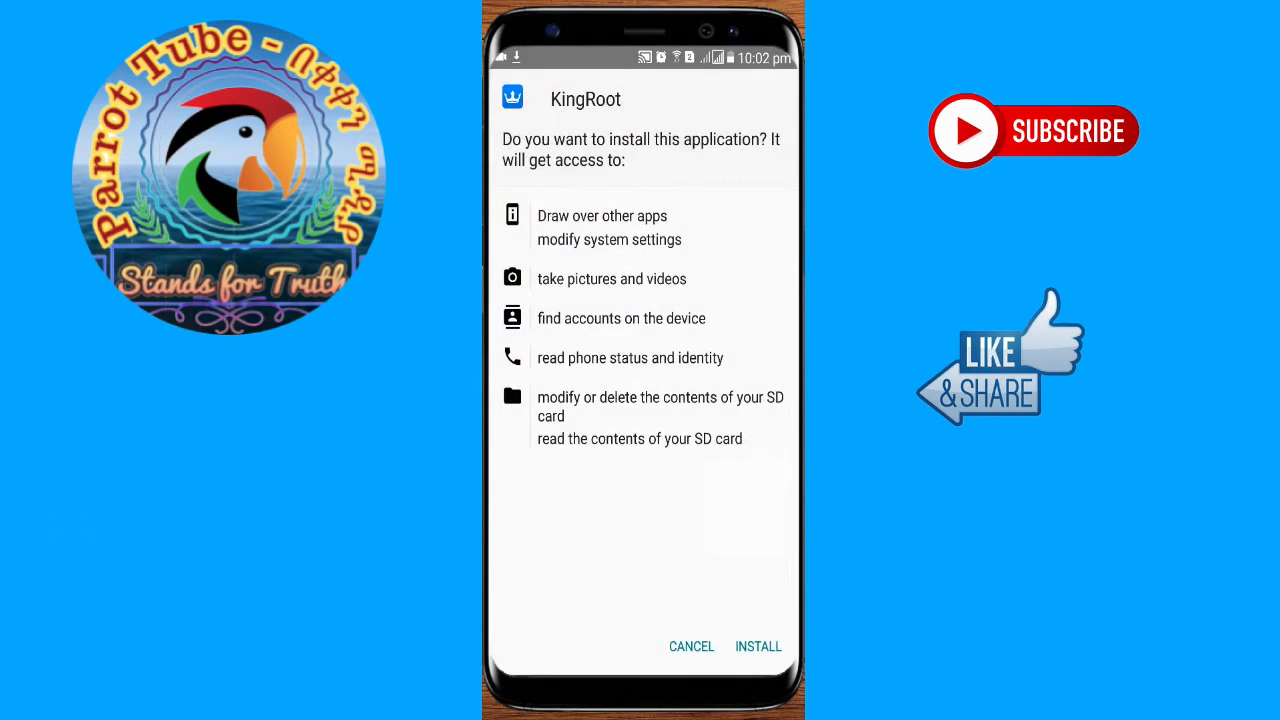 Parrot Tube - በቀቀን ሚዲያ
Stands for Truth
10:02 pm
KingRoot
Do you want to install this application? It
will get access to:
Draw over other apps
modify system settings
take pictures and videos
find accounts on the device
read phone status and identity
modify or delete the contents of your SD
card
read the contents of your SD card
CANCEL INSTALL
SUBSCRIBE
LIKE
& SHARE